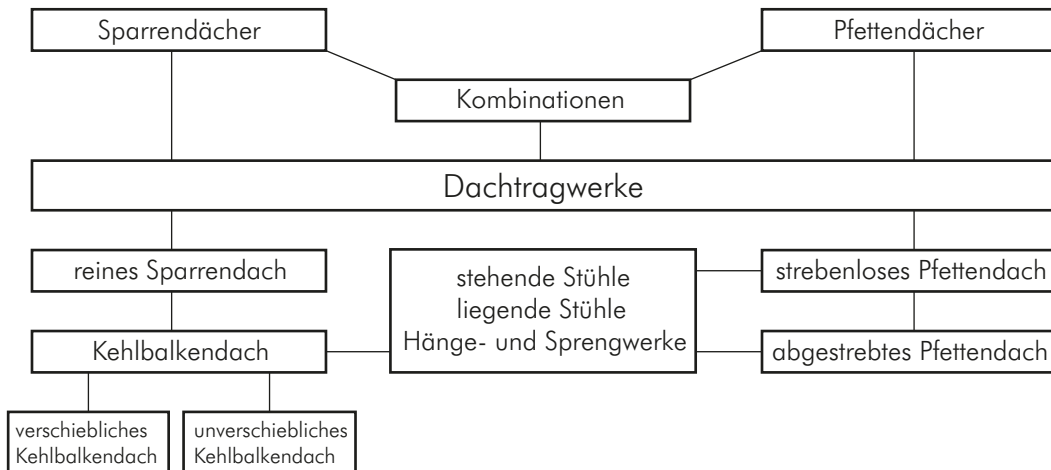 Sparrendächer
Pfettendächer
Kombinationen
Dachtragwerke
reines Sparrendach
stehende Stühle
liegende Stühle
Hänge- und Sprengwerke
strebenloses Pfettendach
Kehlbalkendach
abgestrebtes Pfettendach
verschiebliches
Kehlbalkendach
unverschiebliches
Kehlbalkendach